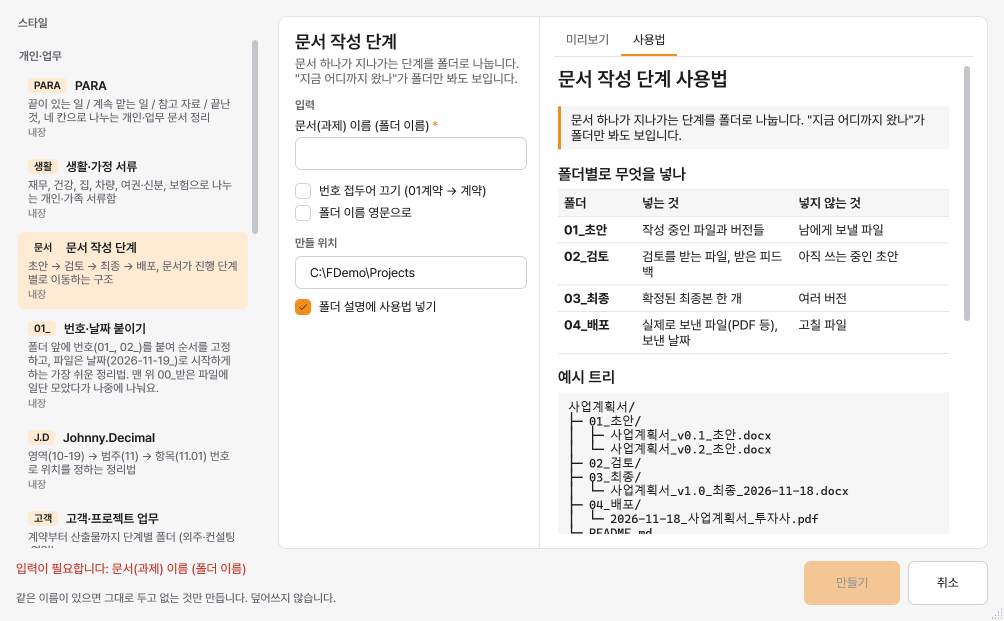 스타일
개인·업무
PARA PARA
끝이 있는 일 / 계속 맡는 일 / 참고 자료 / 끝난
것, 네 칸으로 나누는 개인·업무 문서 정리
내장
생활 생활·가정 서류
재무, 건강, 집, 차량, 여권·신분, 보험으로 나누
는 개인·가족 서류함
내장
문서 문서 작성 단계
초안 → 검토 → 최종 → 배포, 문서가 진행 단계
별로 이동하는 구조
내장
01_ 번호·날짜 붙이기
폴더 앞에 번호(01_, 02_)를 붙여 순서를 고정
하고, 파일은 날짜(2026-11-19_)로 시작하게
하는 가장 쉬운 정리법. 맨 위 00_받은 파일에
일단 모았다가 나중에 나눠요.
내장
J.D Johnny.Decimal
영역(10-19) → 범주(11) → 항목(11.01) 번호
로 위치를 정하는 정리법
내장
고객 고객·프로젝트 업무
계약부터 산출물까지 단계별 폴더 (외주·컨설팅
문서 작성 단계
문서 하나가 지나가는 단계를 폴더로 나눕니다.
"지금 어디까지 왔나"가 폴더만 봐도 보입니다.
입력
문서(과제) 이름 (폴더 이름) *
번호 접두어 끄기 (01계약 → 계약)
폴더 이름 영문으로
만들 위치
C:\FDemo\Projects
폴더 설명에 사용법 넣기
미리보기 사용법
문서 작성 단계 사용법
문서 하나가 지나가는 단계를 폴더로 나눕니다. "지금 어디까지 왔나"가
폴더만 봐도 보입니다.
폴더별로 무엇을 넣나
폴더 넣는 것 넣지 않는 것
01_초안 작성 중인 파일과 버전들 남에게 보낼 파일
02_검토 검토를 받는 파일, 받은 피드백 아직 쓰는 중인 초안
03_최종 확정된 최종본 한 개 여러 버전
04_배포 실제로 보낸 파일(PDF 등), 보낸 날짜 고칠 파일
예시 트리
사업계획서/
├─ 01_초안/
│  ├─ 사업계획서_v0.1_초안.docx
│  └─ 사업계획서_v0.2_초안.docx
├─ 02_검토/
├─ 03_최종/
│  └─ 사업계획서_v1.0_최종_2026-11-18.docx
├─ 04_배포/
│  └─ 2026-11-18_사업계획서_투자사.pdf
└─ README.md
입력이 필요합니다: 문서(과제) 이름 (폴더 이름)
같은 이름이 있으면 그대로 두고 없는 것만 만듭니다. 덮어쓰지 않습니다.
만들기 취소